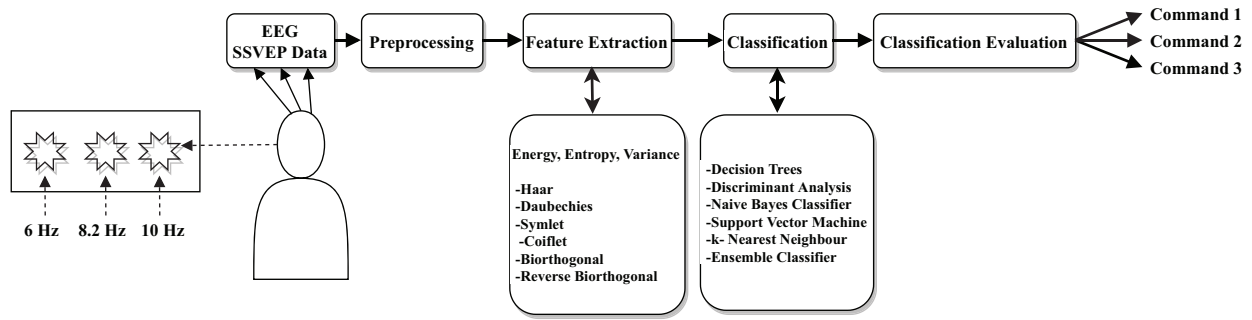 EEG
SSVEP Data
Preprocessing
Feature Extraction
Classification
Classification Evaluation
Command 1
Command 2
Command 3
6 Hz
8.2 Hz
10 Hz
Energy, Entropy, Variance
-Haar
-Daubechies
-Symlet
-Coiflet
-Biorthogonal
-Reverse Biorthogonal
-Decision Trees
-Discriminant Analysis
-Naive Bayes Classifier
-Support Vector Machine
-k- Nearest Neighbour
-Ensemble Classifier